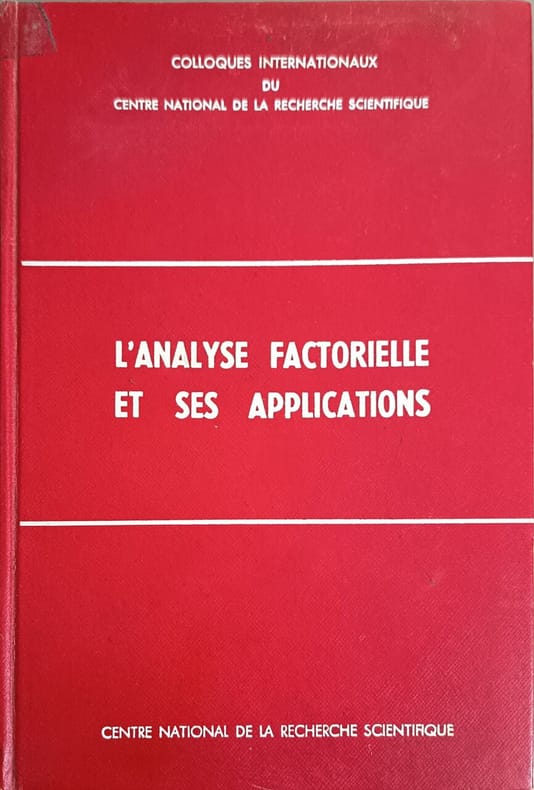 COLLOQUES INTERNATIONAUX
DU
CENTRE NATIONAL DE LA RECHERCHE SCIENTIFIQUE
L'ANALYSE FACTORIELLE
ET SES APPLICATIONS
CENTRE NATIONAL DE LA RECHERCHE SCIENTIFIQUE